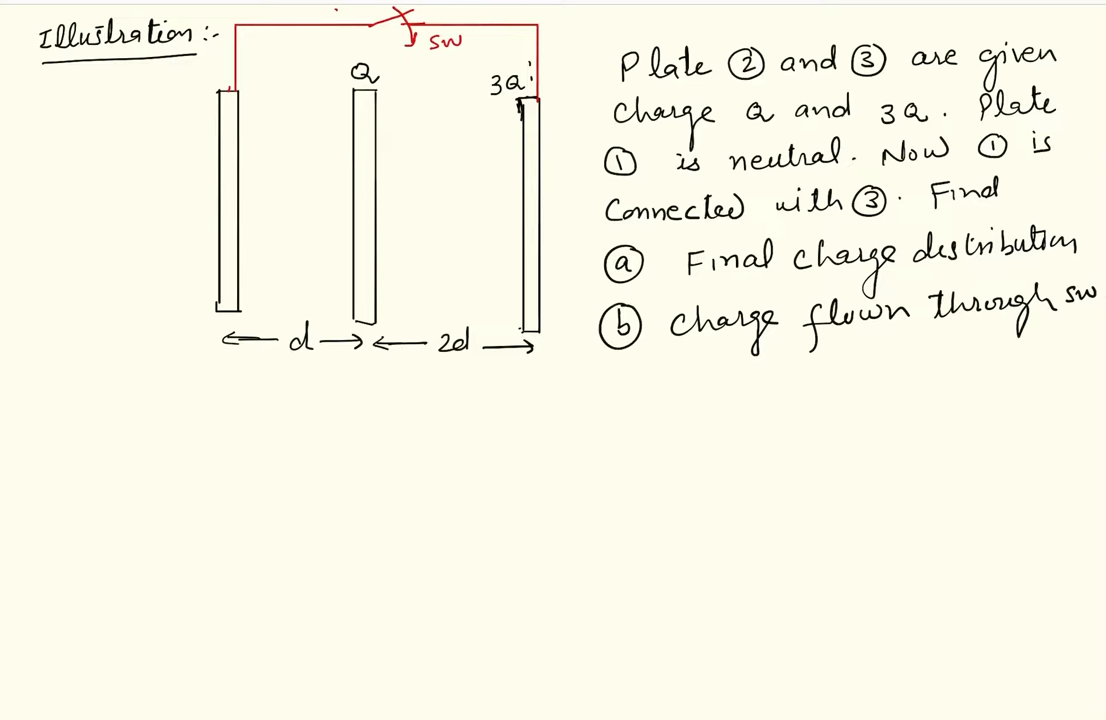 Illustration :-
SW
Q
3Q
d
2d
Plate ② and ③ are given
charge Q and 3Q. Plate
① is neutral. Now ① is
Connected with ③. Find
ⓐ Final charge distribution
ⓑ charge flown through sw